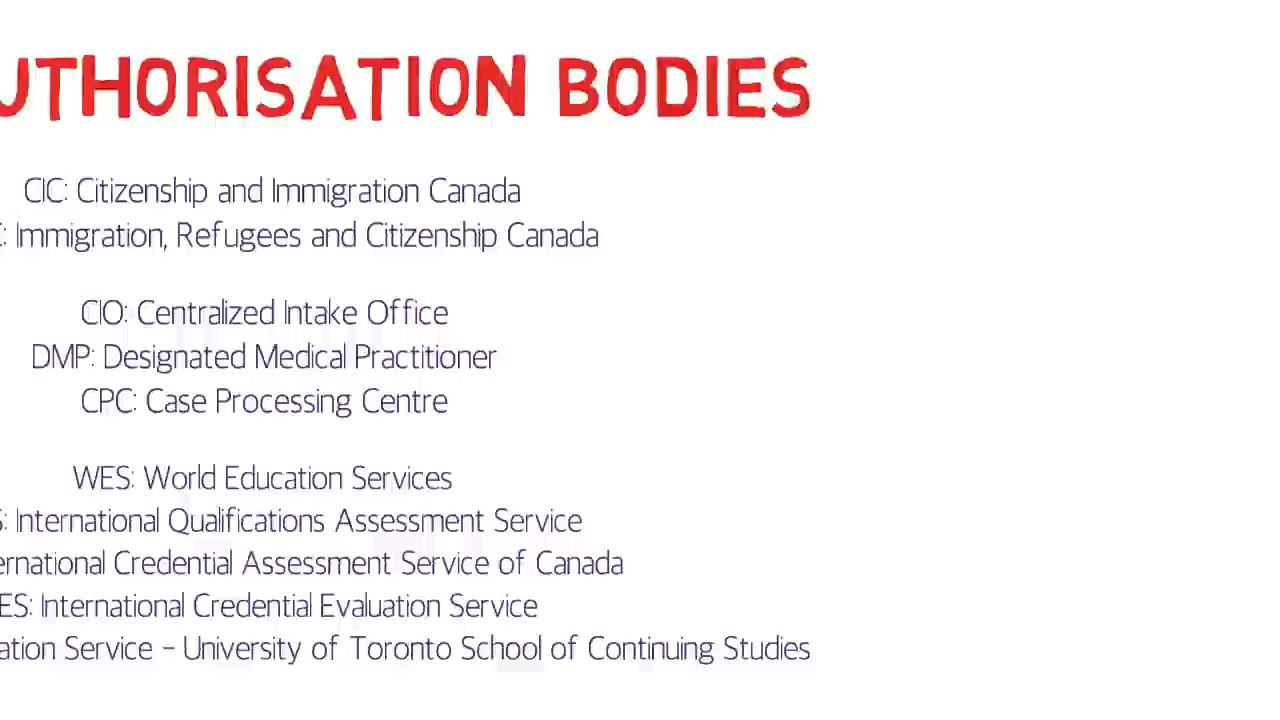 UTHORISATION BODIES
CIC: Citizenship and Immigration Canada
: Immigration, Refugees and Citizenship Canada
CIO: Centralized Intake Office
DMP: Designated Medical Practitioner
CPC: Case Processing Centre
WES: World Education Services
S: International Qualifications Assessment Service
ernational Credential Assessment Service of Canada
ES: International Credential Evaluation Service
ation Service – University of Toronto School of Continuing Studies